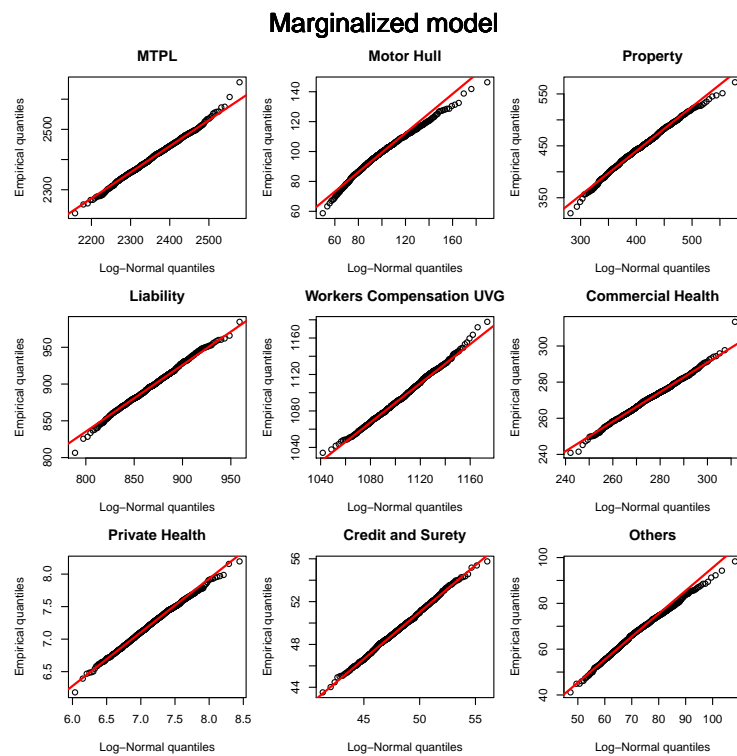 Marginalized model
MTPL
Motor Hull
Property
Empirical quantiles
2300
2500
Empirical quantiles
60
80
100
120
140
Empirical quantiles
350
450
550
2200
2300
2400
2500
60
80
100
120
160
300
400
500
Log−Normal quantiles
Log−Normal quantiles
Log−Normal quantiles
Liability
Workers Compensation UVG
Commercial Health
Empirical quantiles
800
850
900
950
Empirical quantiles
1040
1080
1120
1160
Empirical quantiles
240
260
280
300
800
850
900
950
1040
1080
1120
1160
240
260
280
300
Log−Normal quantiles
Log−Normal quantiles
Log−Normal quantiles
Private Health
Credit and Surety
Others
Empirical quantiles
6.5
7.0
7.5
8.0
Empirical quantiles
44
48
52
56
Empirical quantiles
40
60
80
100
6.0
6.5
7.0
7.5
8.0
8.5
45
50
55
50
60
70
80
90
100
Log−Normal quantiles
Log−Normal quantiles
Log−Normal quantiles